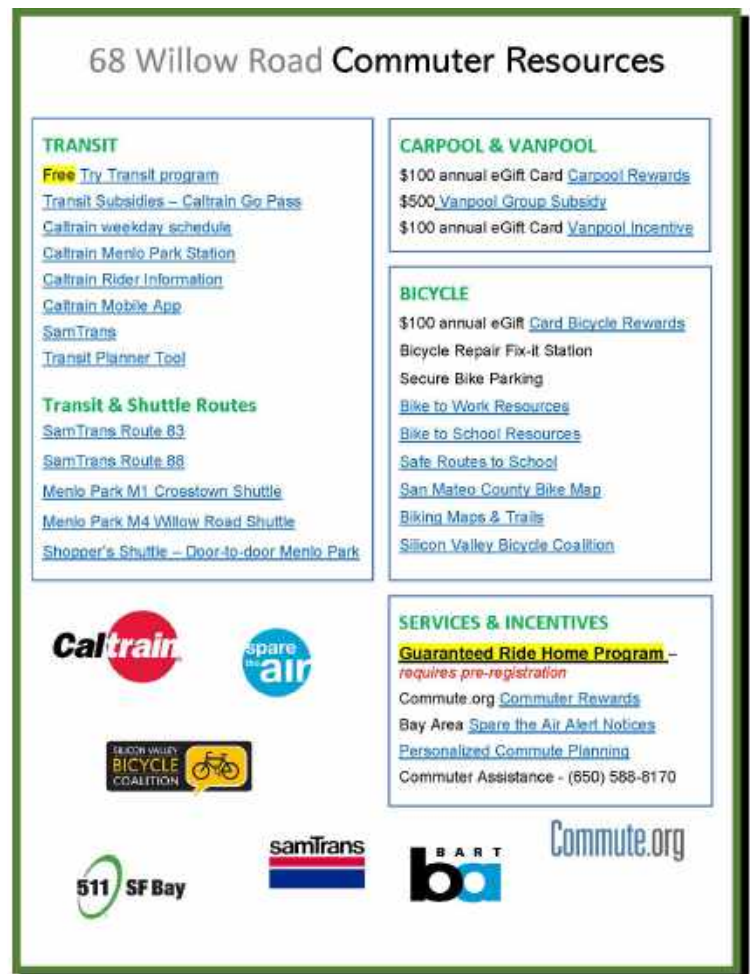 68 Willow Road Commuter Resources
TRANSIT
Free Try Transit program
Transit Subsidies – Caltrain Go Pass
Caltrain weekday schedule
Caltrain Menlo Park Station
Caltrain Rider Information
Caltrain Mobile App
SamTrans
Transit Planner Tool
Transit & Shuttle Routes
SamTrans Route 83
SamTrans Route 88
Menlo Park M1 Crosstown Shuttle
Menlo Park M4 Willow Road Shuttle
Shopper's Shuttle – Door-to-door Menlo Park
CARPOOL & VANPOOL
$100 annual eGift Card Carpool Rewards
$500 Vanpool Group Subsidy
$100 annual eGift Card Vanpool Incentive
BICYCLE
$100 annual eGift Card Bicycle Rewards
Bicycle Repair Fix-it Station
Secure Bike Parking
Bike to Work Resources
Bike to School Resources
Safe Routes to School
San Mateo County Bike Map
Biking Maps & Trails
Silicon Valley Bicycle Coalition
SERVICES & INCENTIVES
Guaranteed Ride Home Program –
requires pre-registration
Commute.org Commuter Rewards
Bay Area Spare the Air Alert Notices
Personalized Commute Planning
Commuter Assistance - (650) 588-8170
Caltrain
spare
the air
SILICON VALLEY
BICYCLE
COALITION
511 SF Bay
samTrans
BART
ba
Commute.org